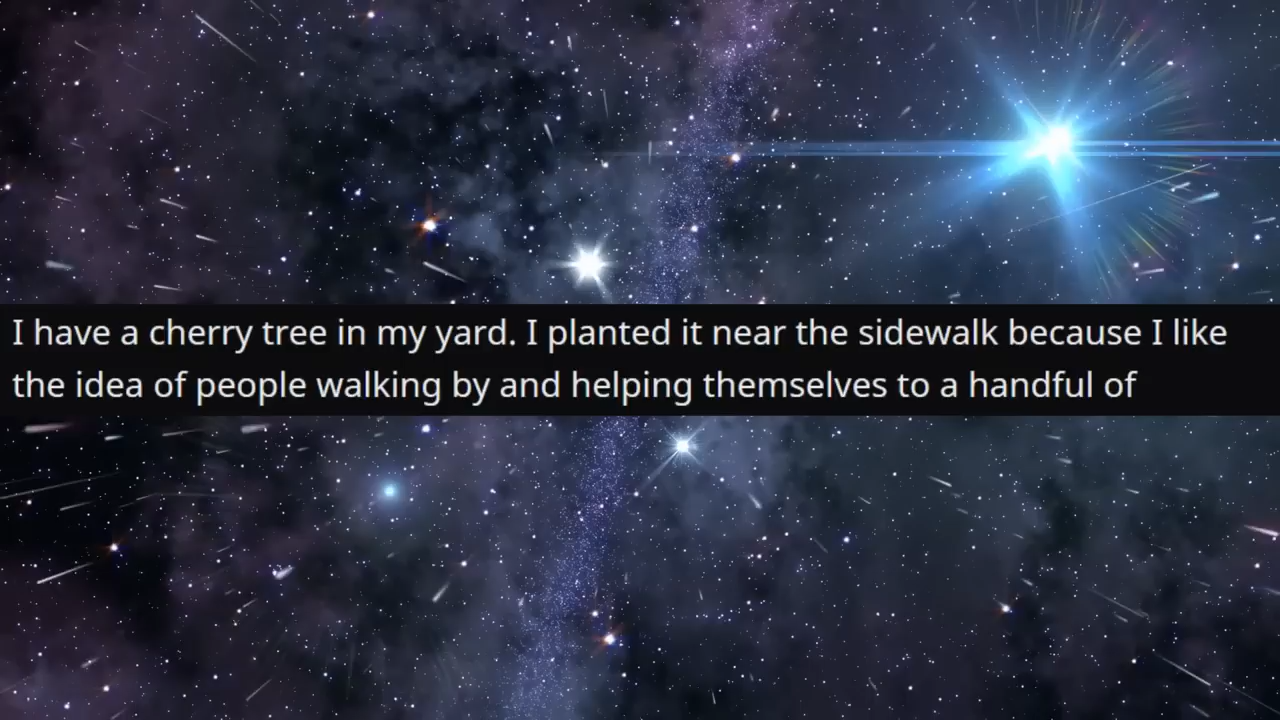 I have a cherry tree in my yard. I planted it near the sidewalk because I like
the idea of people walking by and helping themselves to a handful of